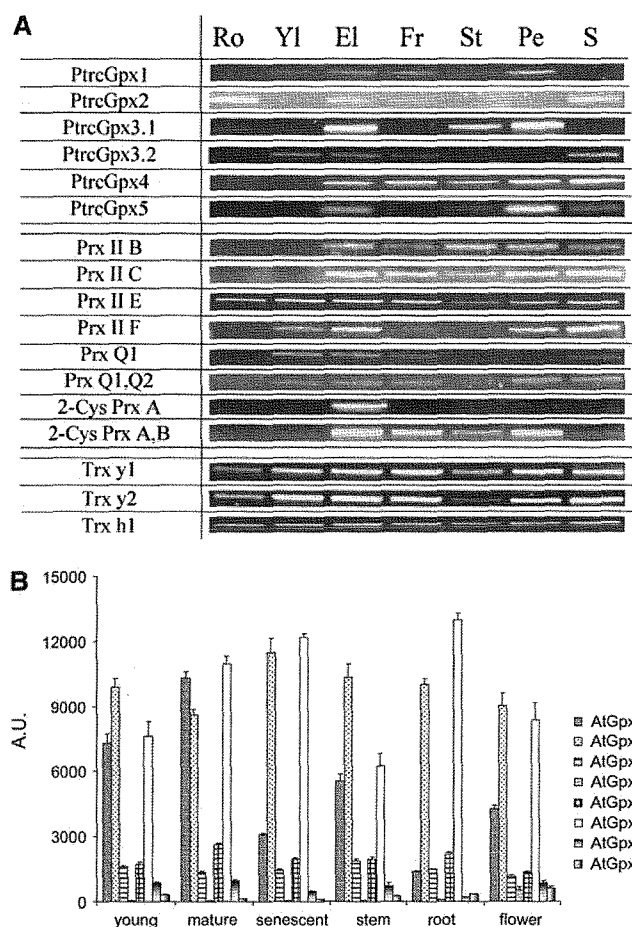 A
Ro Yl El Fr St Pe S
PtrcGpx1
PtrcGpx2
PtrcGpx3.1
PtrcGpx3.2
PtrcGpx4
PtrcGpx5
Prx II B
Prx II C
Prx II E
Prx II F
Prx Q1
Prx Q1,Q2
2-Cys Prx A
2-Cys Prx A,B
Trx y1
Trx y2
Trx h1
B
15000
12000
9000
6000
3000
0
A.U.
young mature senescent stem root flower
AtGpx
AtGpx
AtGpx
AtGpx
AtGpx
AtGpx
AtGpx
AtGpx